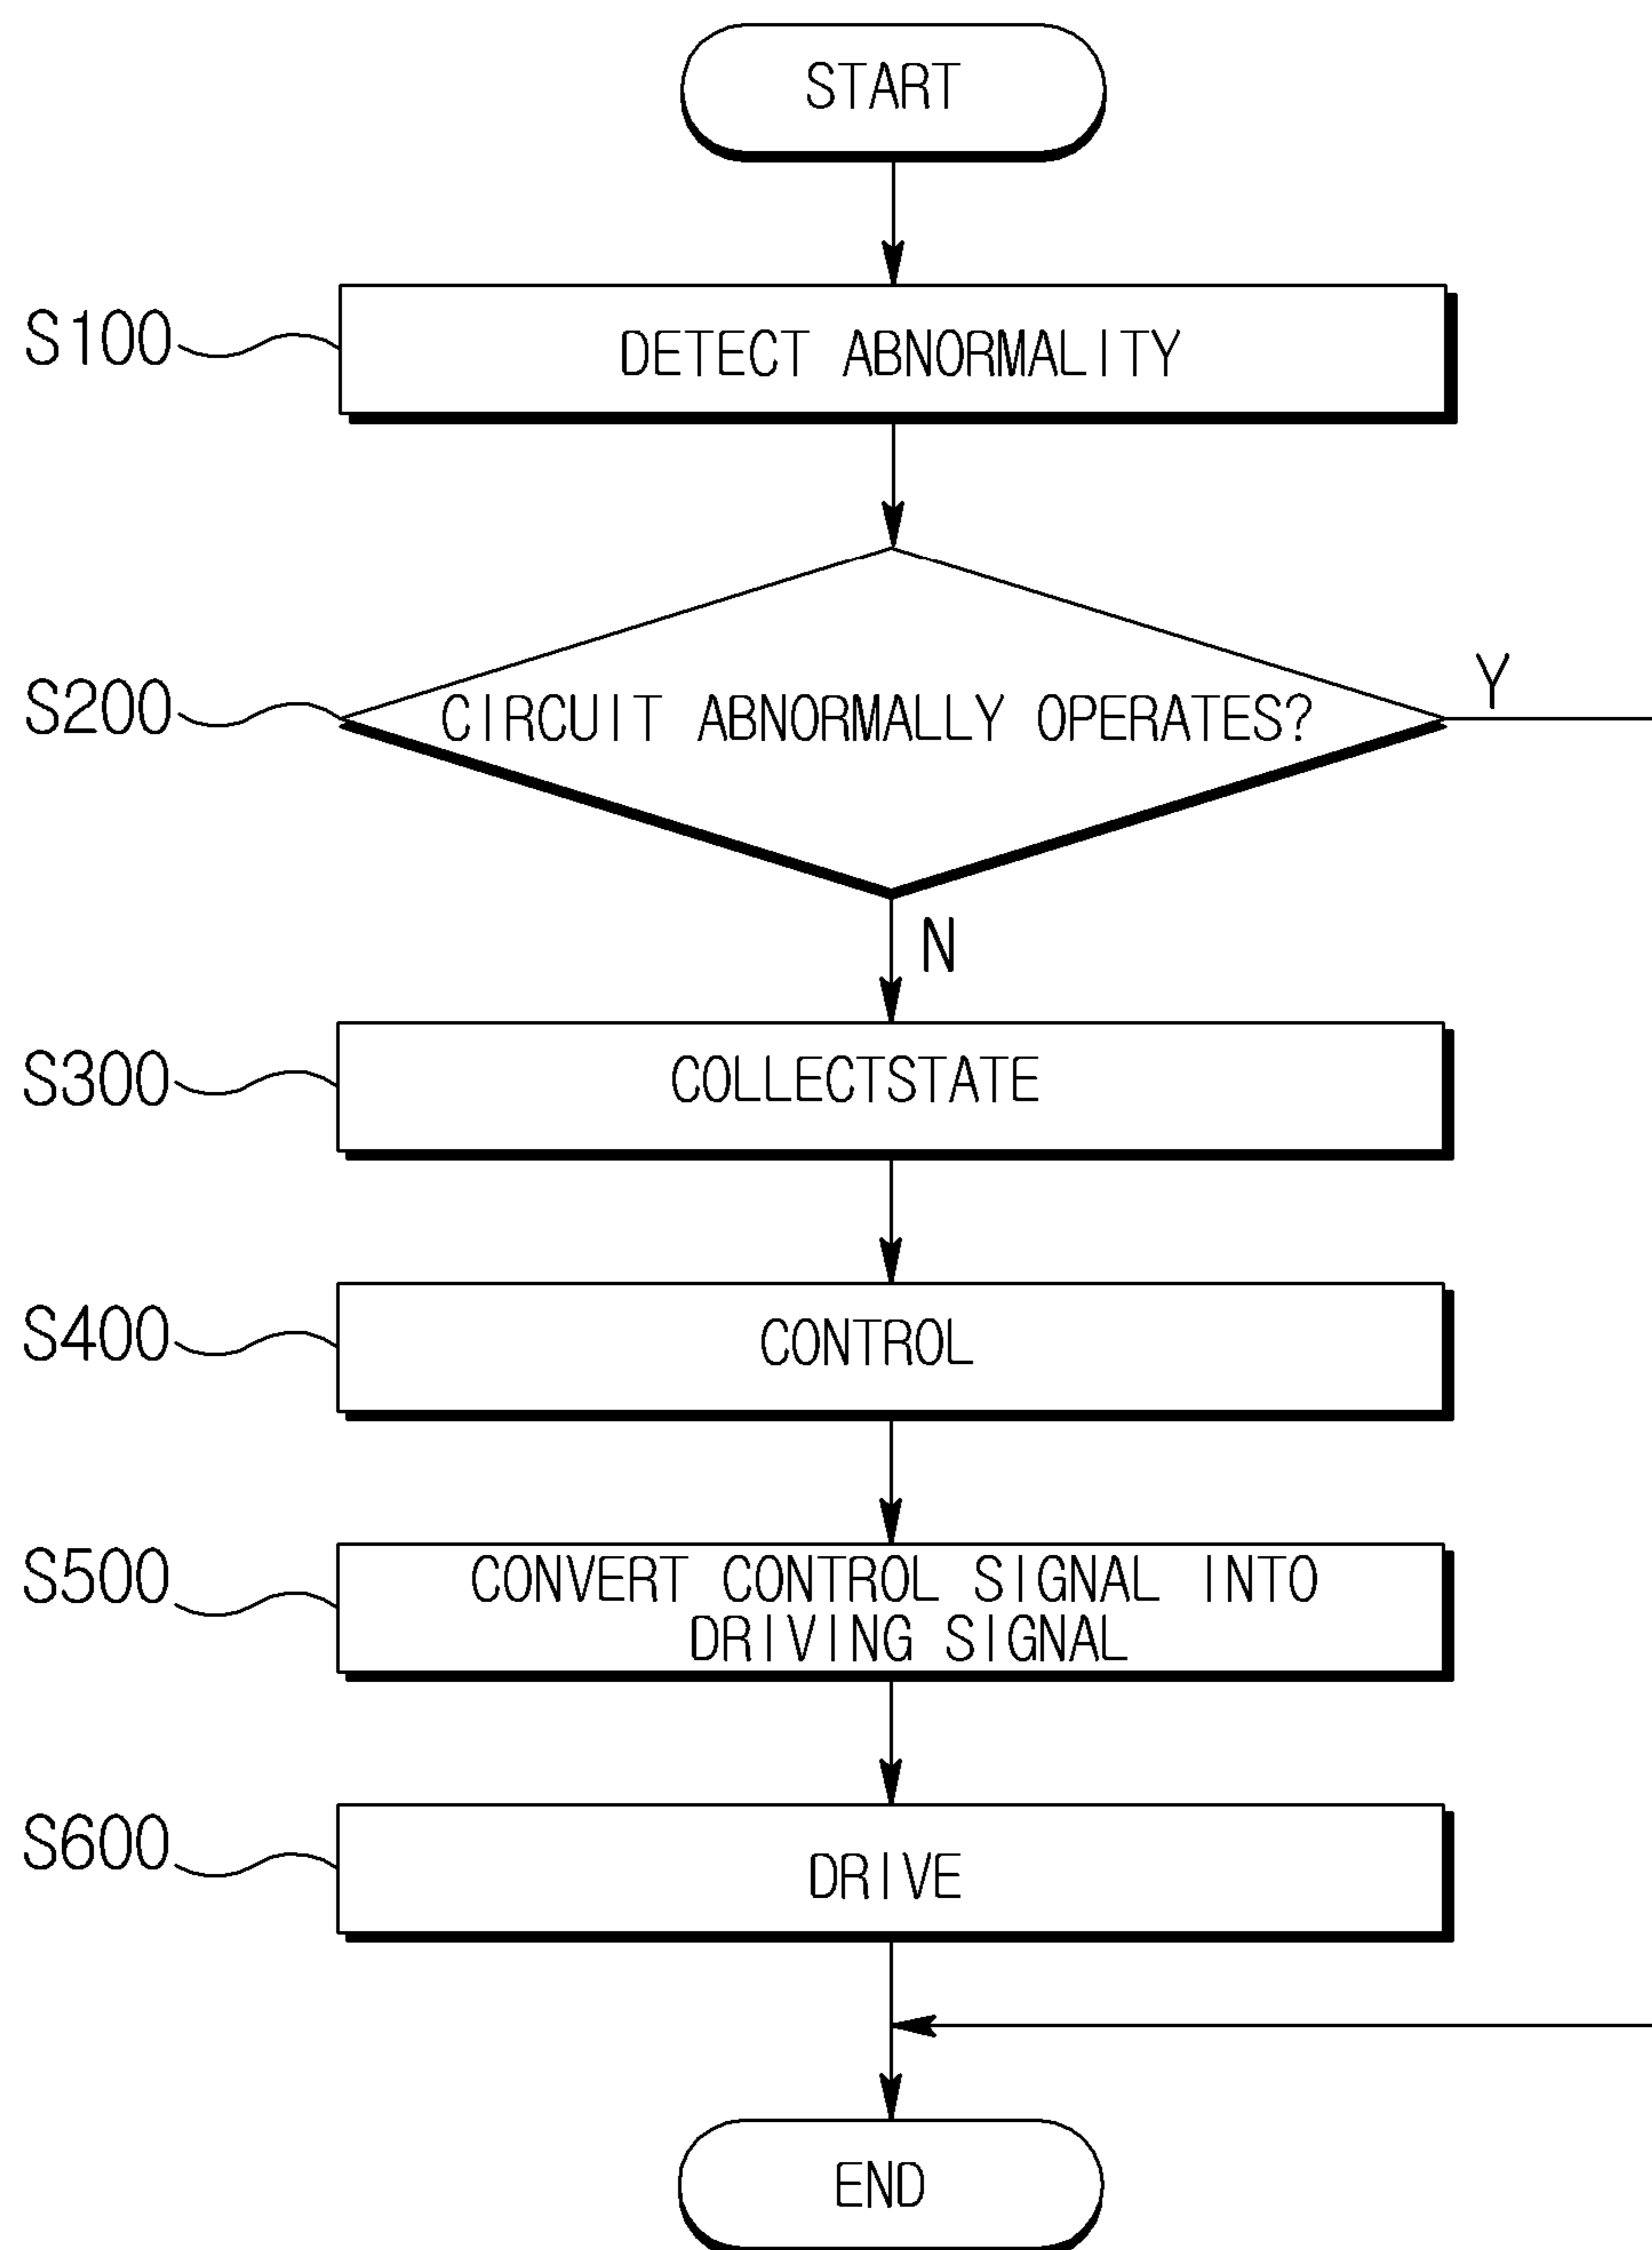 START
S100
DETECT ABNORMALITY
S200
CIRCUIT ABNORMALLY OPERATES?
Y
N
S300
COLLECTSTATE
S400
CONTROL
S500
CONVERT CONTROL SIGNAL INTO
DRIVING SIGNAL
S600
DRIVE
END